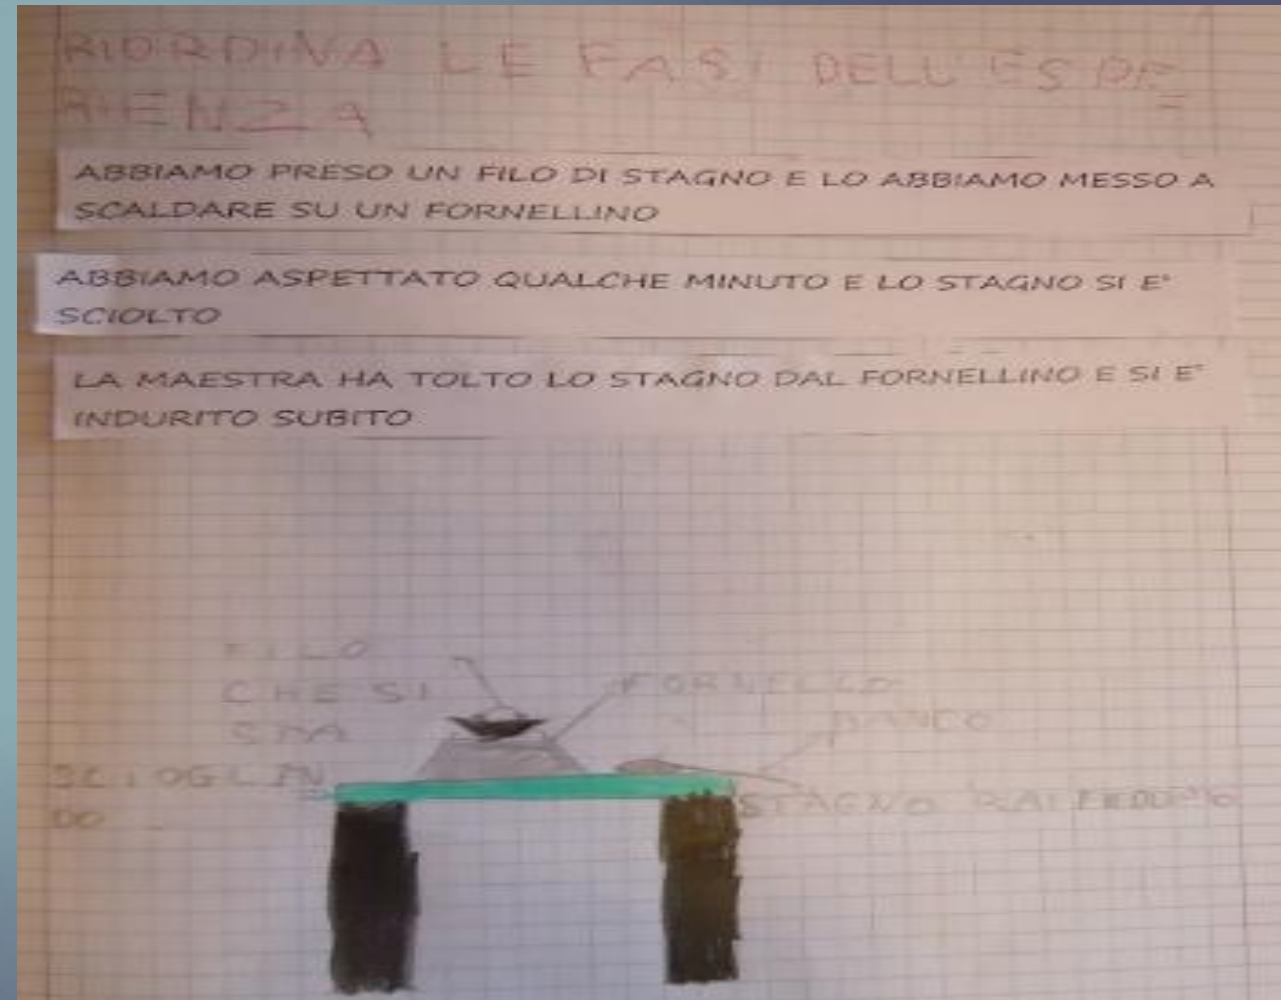 RIORDINA LE FASI DELL'ESPE=
RIENZA
ABBIAMO PRESO UN FILO DI STAGNO E LO ABBIAMO MESSO A
SCALDARE SU UN FORNELLINO
ABBIAMO ASPETTATO QUALCHE MINUTO E LO STAGNO SI E'
SCIOLTO
LA MAESTRA HA TOLTO LO STAGNO DAL FORNELLINO E SI E'
INDURITO SUBITO
FILO
CHE SI
STA
SCIOGLIEN
DO
FORNELLO
BANCO
STAGNO